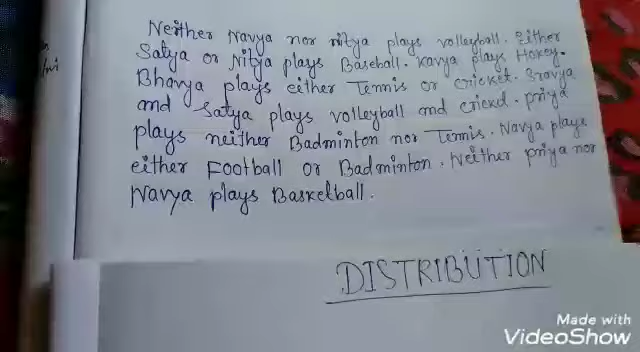 Neither Navya nor nitya plays volleyball. Either
Satya or Nitya plays Baseball. Kavya plays Hokey.
Bhavya plays either Tennis or cricket. Sravya
and Satya plays volleyball and cricket. priya
plays neither Badminton nor Tennis. Navya plays
either Football or Badminton. Neither priya nor
Navya plays Basketball.
DISTRIBUTION
Made with
VideoShow